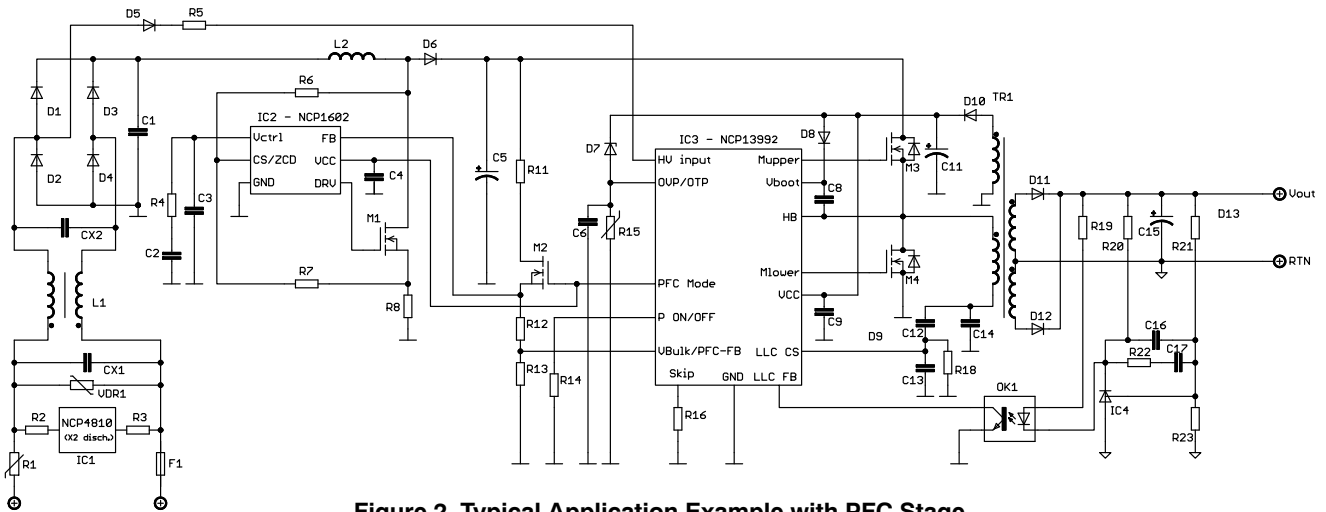 D5
R5
L2
D6
R6
TR1
D10
D1
D3
C1
IC2 - NCP1602
IC3 - NCP13992
Vctrl
FB
CS/ZCD
VCC
GND
DRV
D7
D8
HV input
Mupper
M3
C11
OVP/OTP
Vboot
D2
D4
C4
C5
R11
C8
D11
Vout
R4
C3
CX2
M1
C6
R15
HB
R19
R20
C15
R21
D13
C2
M2
Mlower
M4
RTN
L1
R7
PFC Mode
VCC
R8
P ON/OFF
C9
D9
C12
C14
D12
R12
C16
C17
CX1
VBulk/PFC-FB
LLC CS
R22
VDR1
R13
R14
Skip
GND
LLC FB
C13
R18
OK1
IC4
R2
NCP4810
(X2 disch.)
R3
R16
R23
R1
IC1
F1
Figure 2. Typical Application Example with PFC Stage